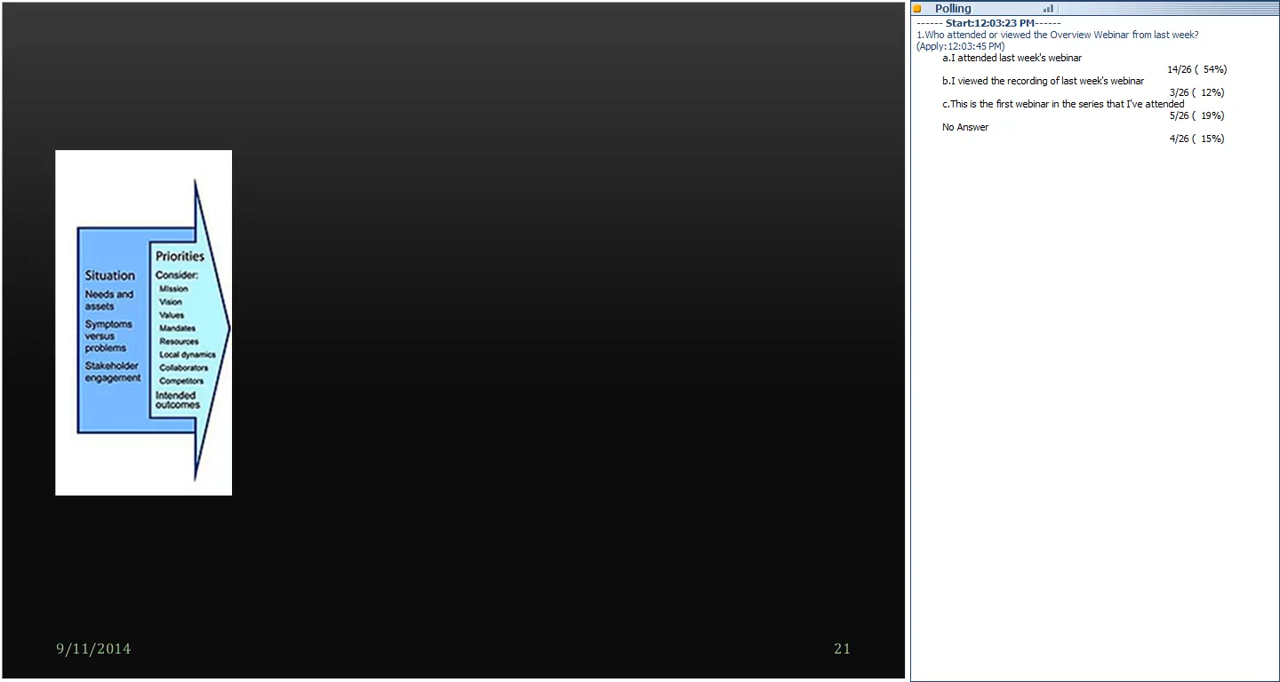 Situation
Needs and
assets
Symptoms
versus
problems
Stakeholder
engagement
Priorities
Consider:
Mission
Vision
Values
Mandates
Resources
Local dynamics
Collaborators
Competitors
Intended
outcomes
9/11/2014
21
Polling
------ Start:12:03:23 PM------
1.Who attended or viewed the Overview Webinar from last week?
(Apply:12:03:45 PM)
a.I attended last week's webinar
14/26 ( 54%)
b.I viewed the recording of last week's webinar
3/26 ( 12%)
c.This is the first webinar in the series that I've attended
5/26 ( 19%)
No Answer
4/26 ( 15%)